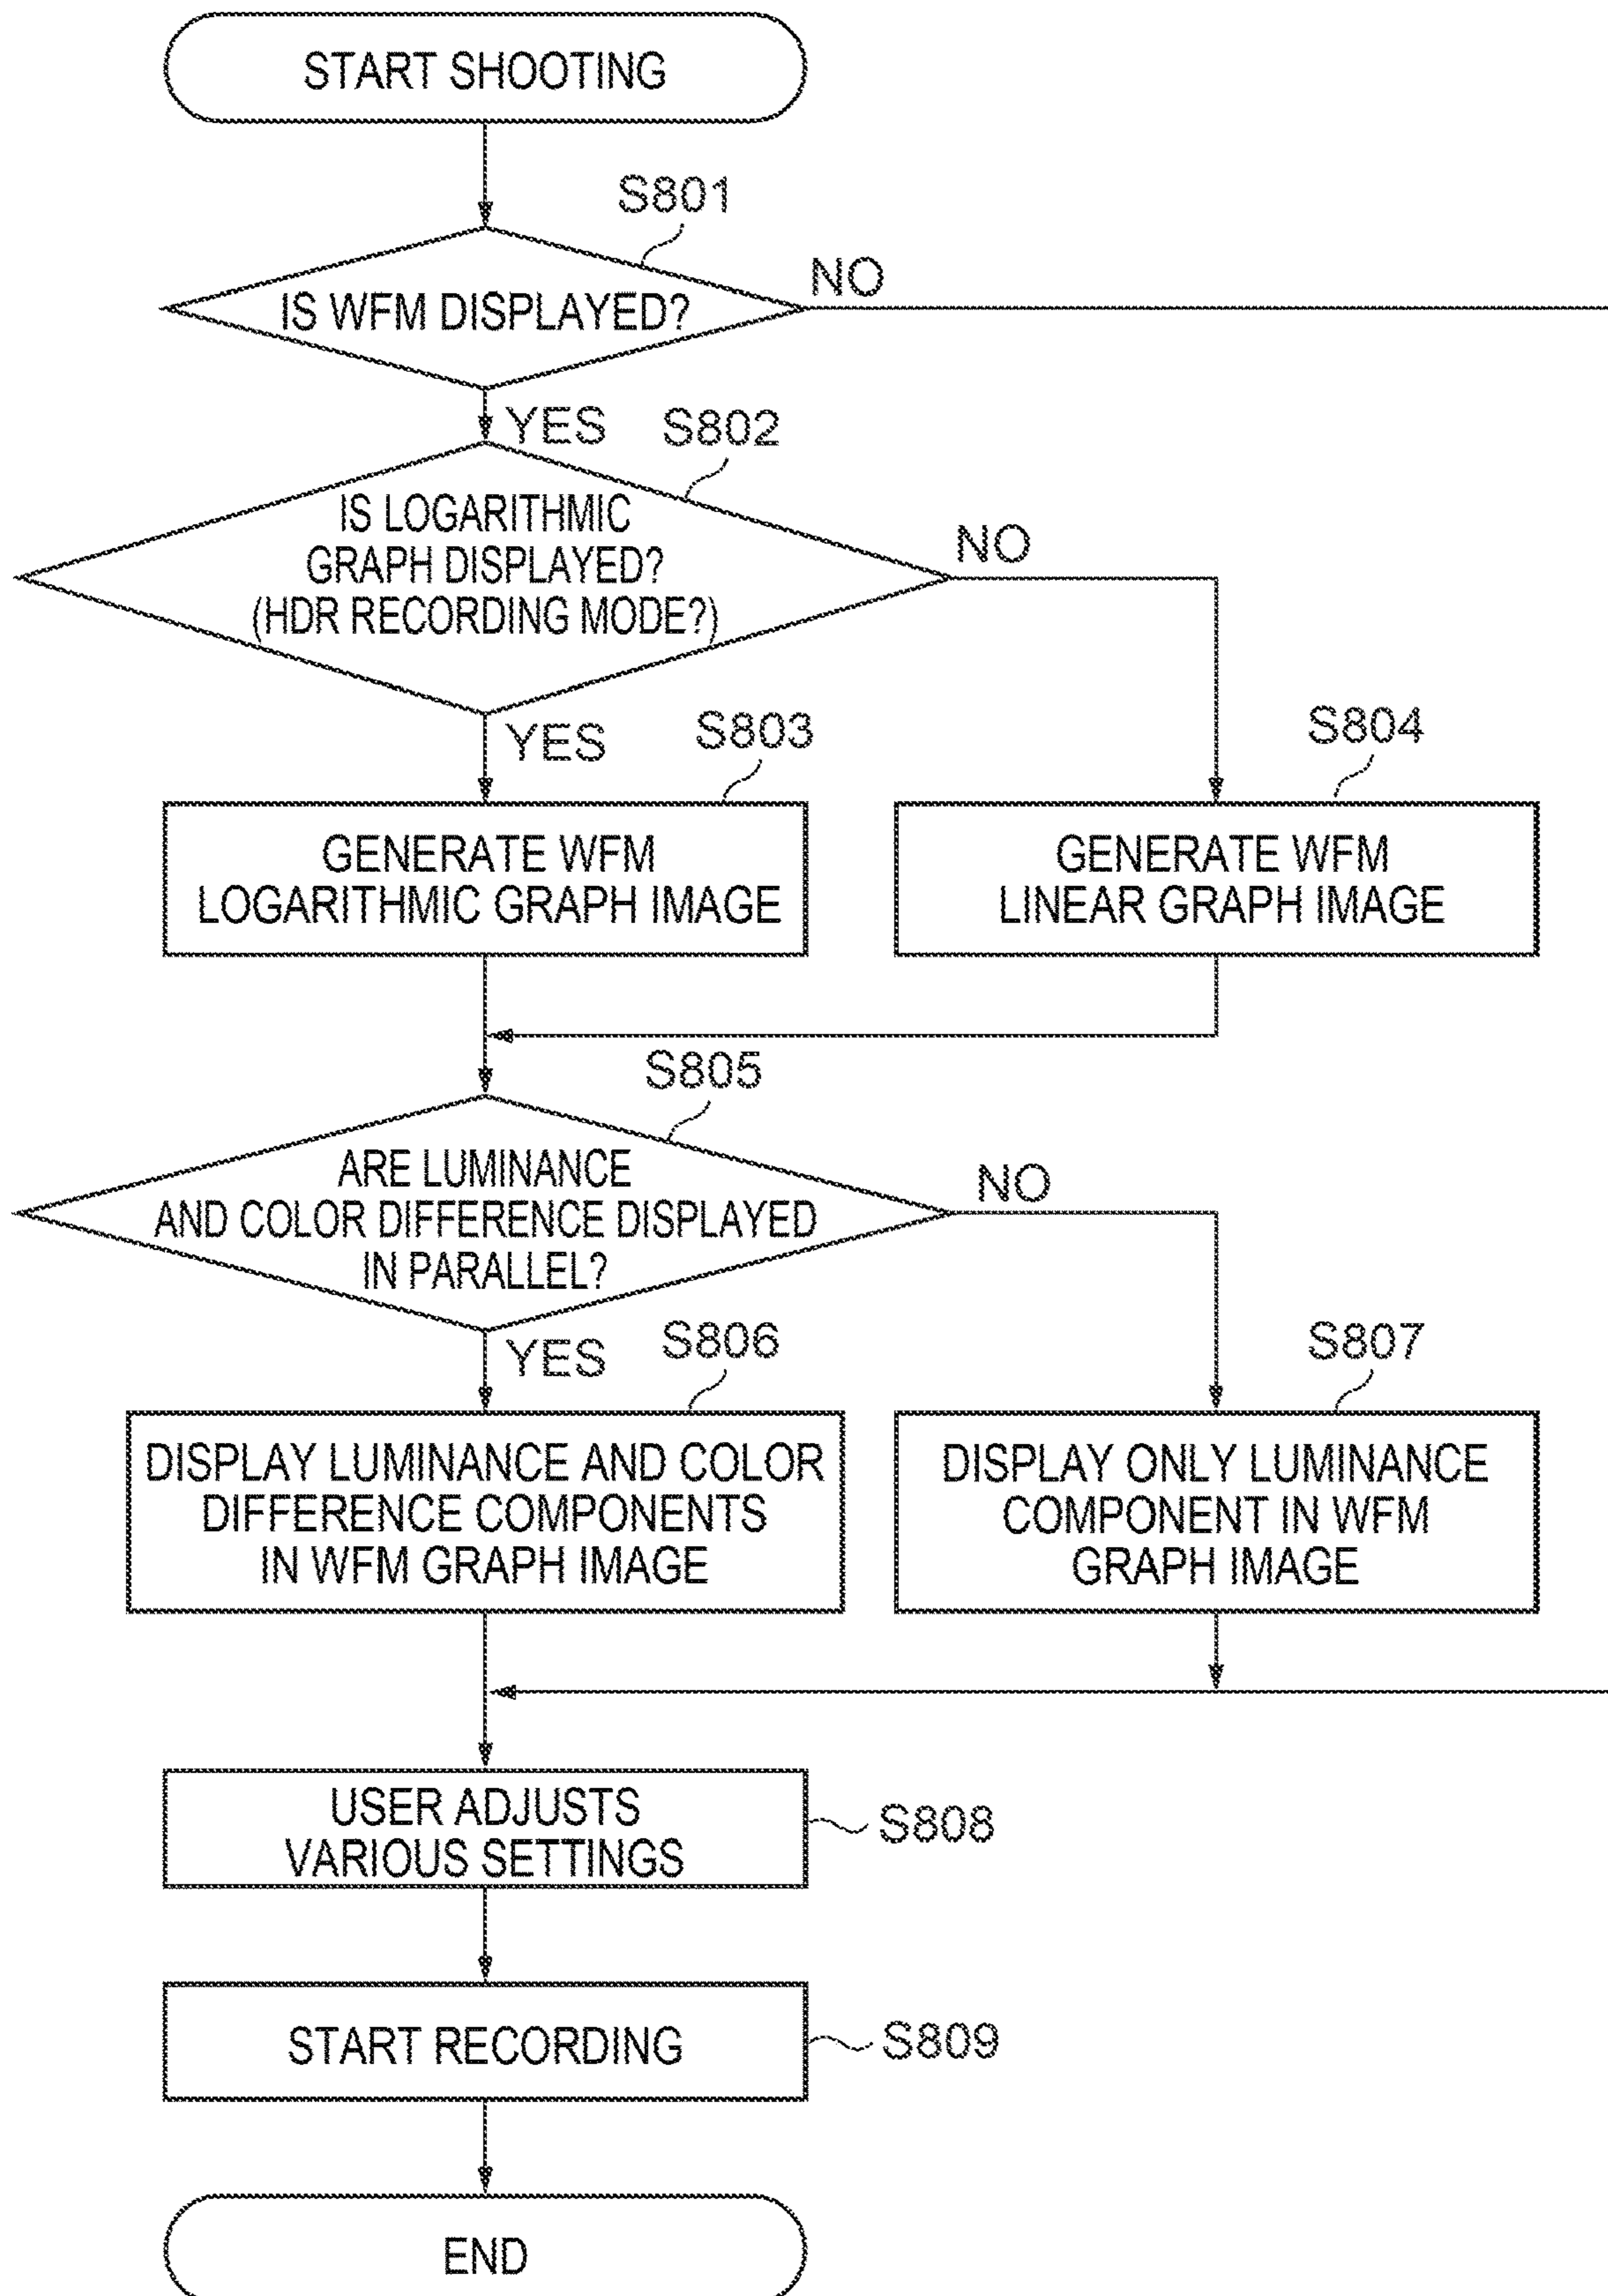 START SHOOTING
S801
IS WFM DISPLAYED?
NO
YES
S802
IS LOGARITHMIC
GRAPH DISPLAYED?
(HDR RECORDING MODE?)
NO
YES
S803
S804
GENERATE WFM
LOGARITHMIC GRAPH IMAGE
GENERATE WFM
LINEAR GRAPH IMAGE
S805
ARE LUMINANCE
AND COLOR DIFFERENCE DISPLAYED
IN PARALLEL?
NO
YES
S806
S807
DISPLAY LUMINANCE AND COLOR
DIFFERENCE COMPONENTS
IN WFM GRAPH IMAGE
DISPLAY ONLY LUMINANCE
COMPONENT IN WFM
GRAPH IMAGE
USER ADJUSTS
VARIOUS SETTINGS
S808
START RECORDING
S809
END